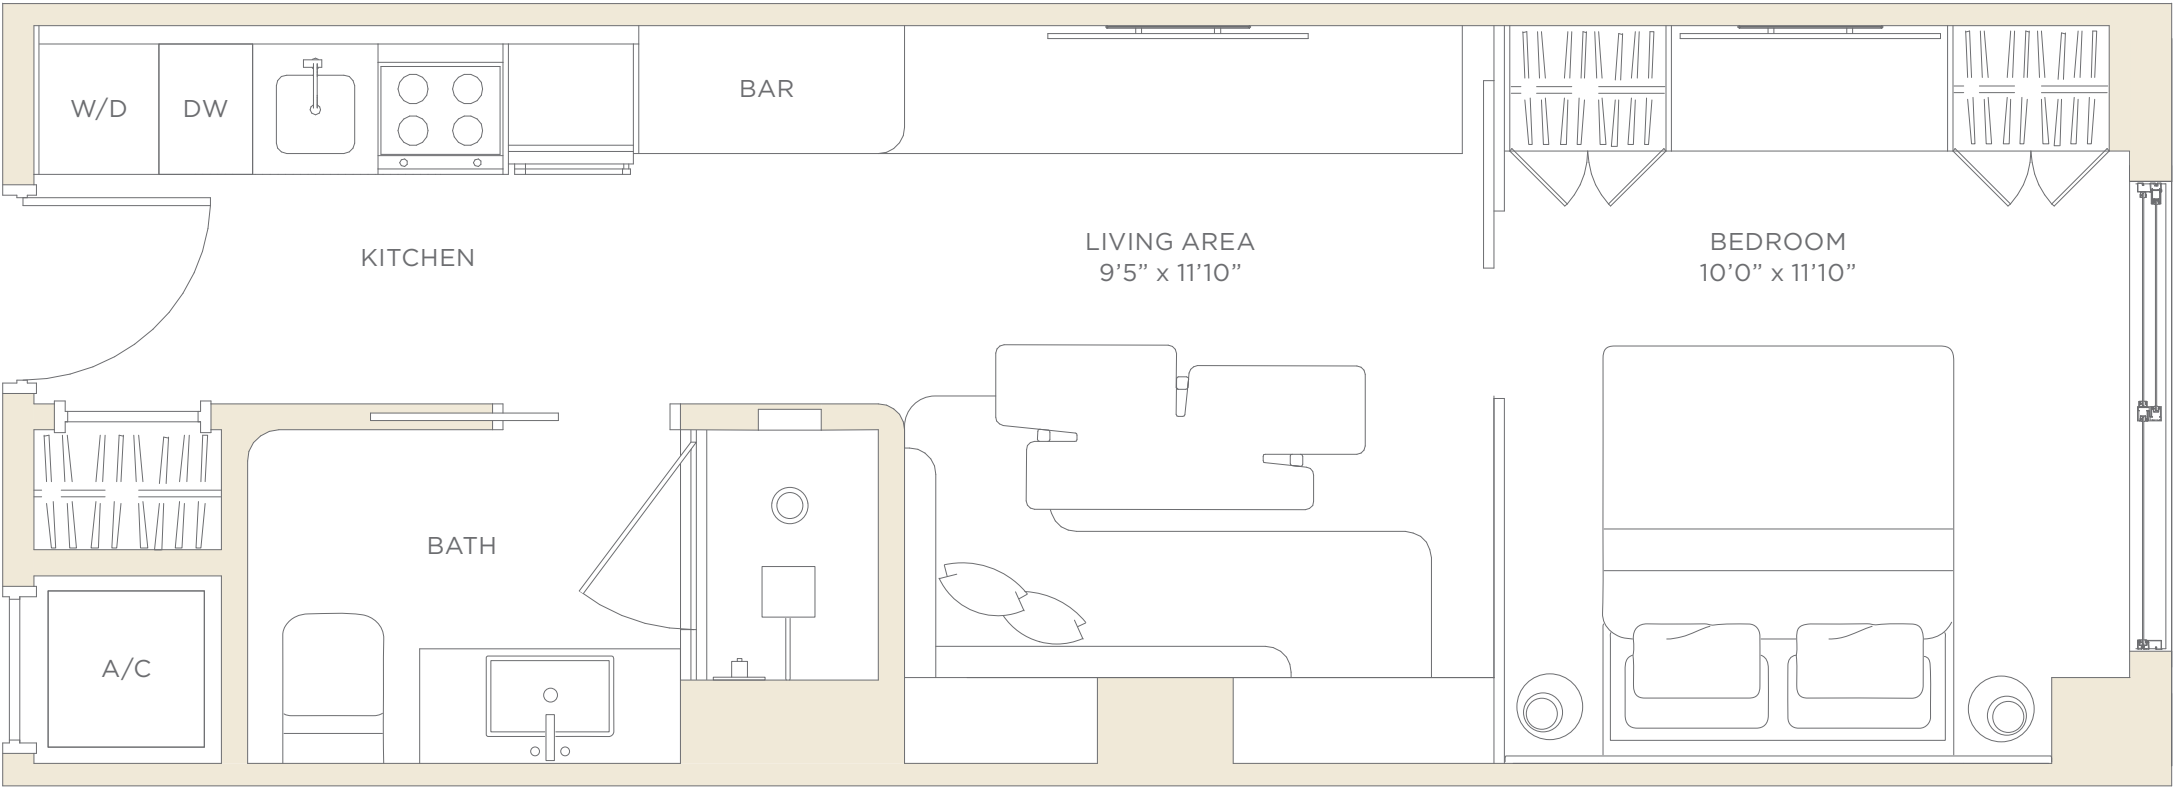 W/D
DW
BAR
KITCHEN
LIVING AREA
9’5” x 11’10”
BEDROOM
10’0” x 11’10”
BATH
A/C